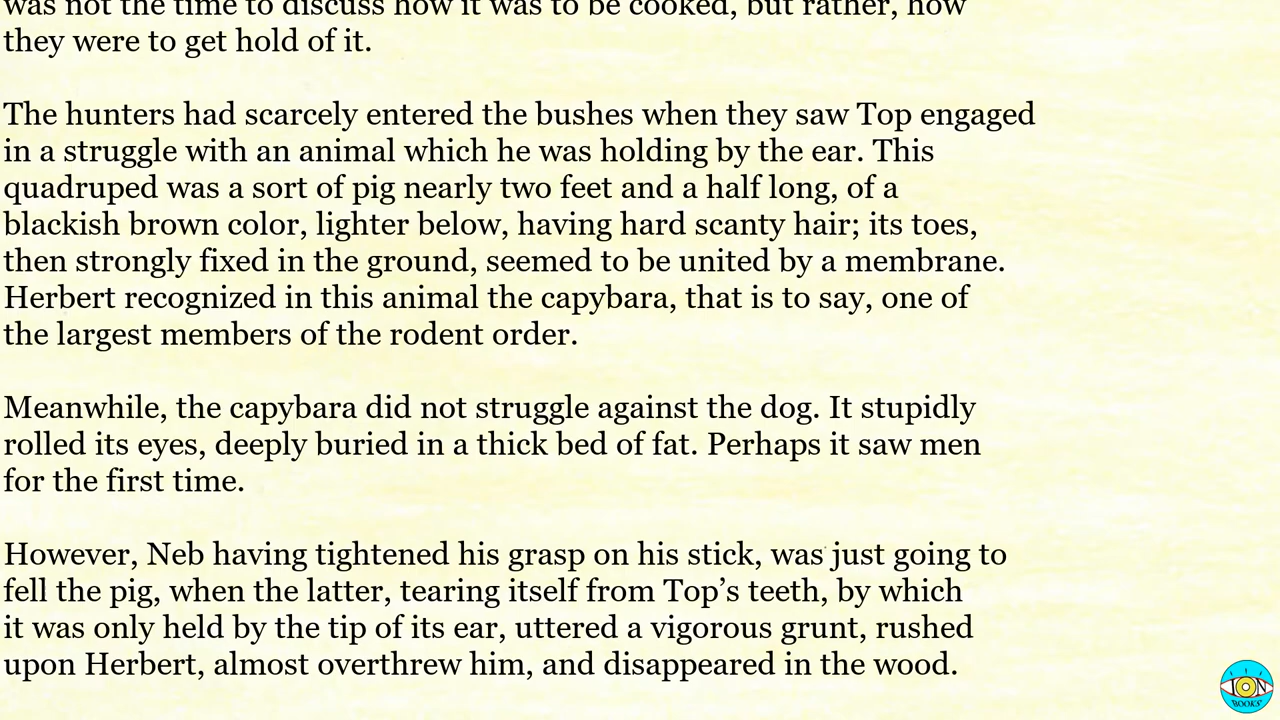 was not the time to discuss how it was to be cooked, but rather, how
they were to get hold of it.
The hunters had scarcely entered the bushes when they saw Top engaged
in a struggle with an animal which he was holding by the ear. This
quadruped was a sort of pig nearly two feet and a half long, of a
blackish brown color, lighter below, having hard scanty hair; its toes,
then strongly fixed in the ground, seemed to be united by a membrane.
Herbert recognized in this animal the capybara, that is to say, one of
the largest members of the rodent order.
Meanwhile, the capybara did not struggle against the dog. It stupidly
rolled its eyes, deeply buried in a thick bed of fat. Perhaps it saw men
for the first time.
However, Neb having tightened his grasp on his stick, was just going to
fell the pig, when the latter, tearing itself from Top’s teeth, by which
it was only held by the tip of its ear, uttered a vigorous grunt, rushed
upon Herbert, almost overthrew him, and disappeared in the wood.
ION
BOOKS